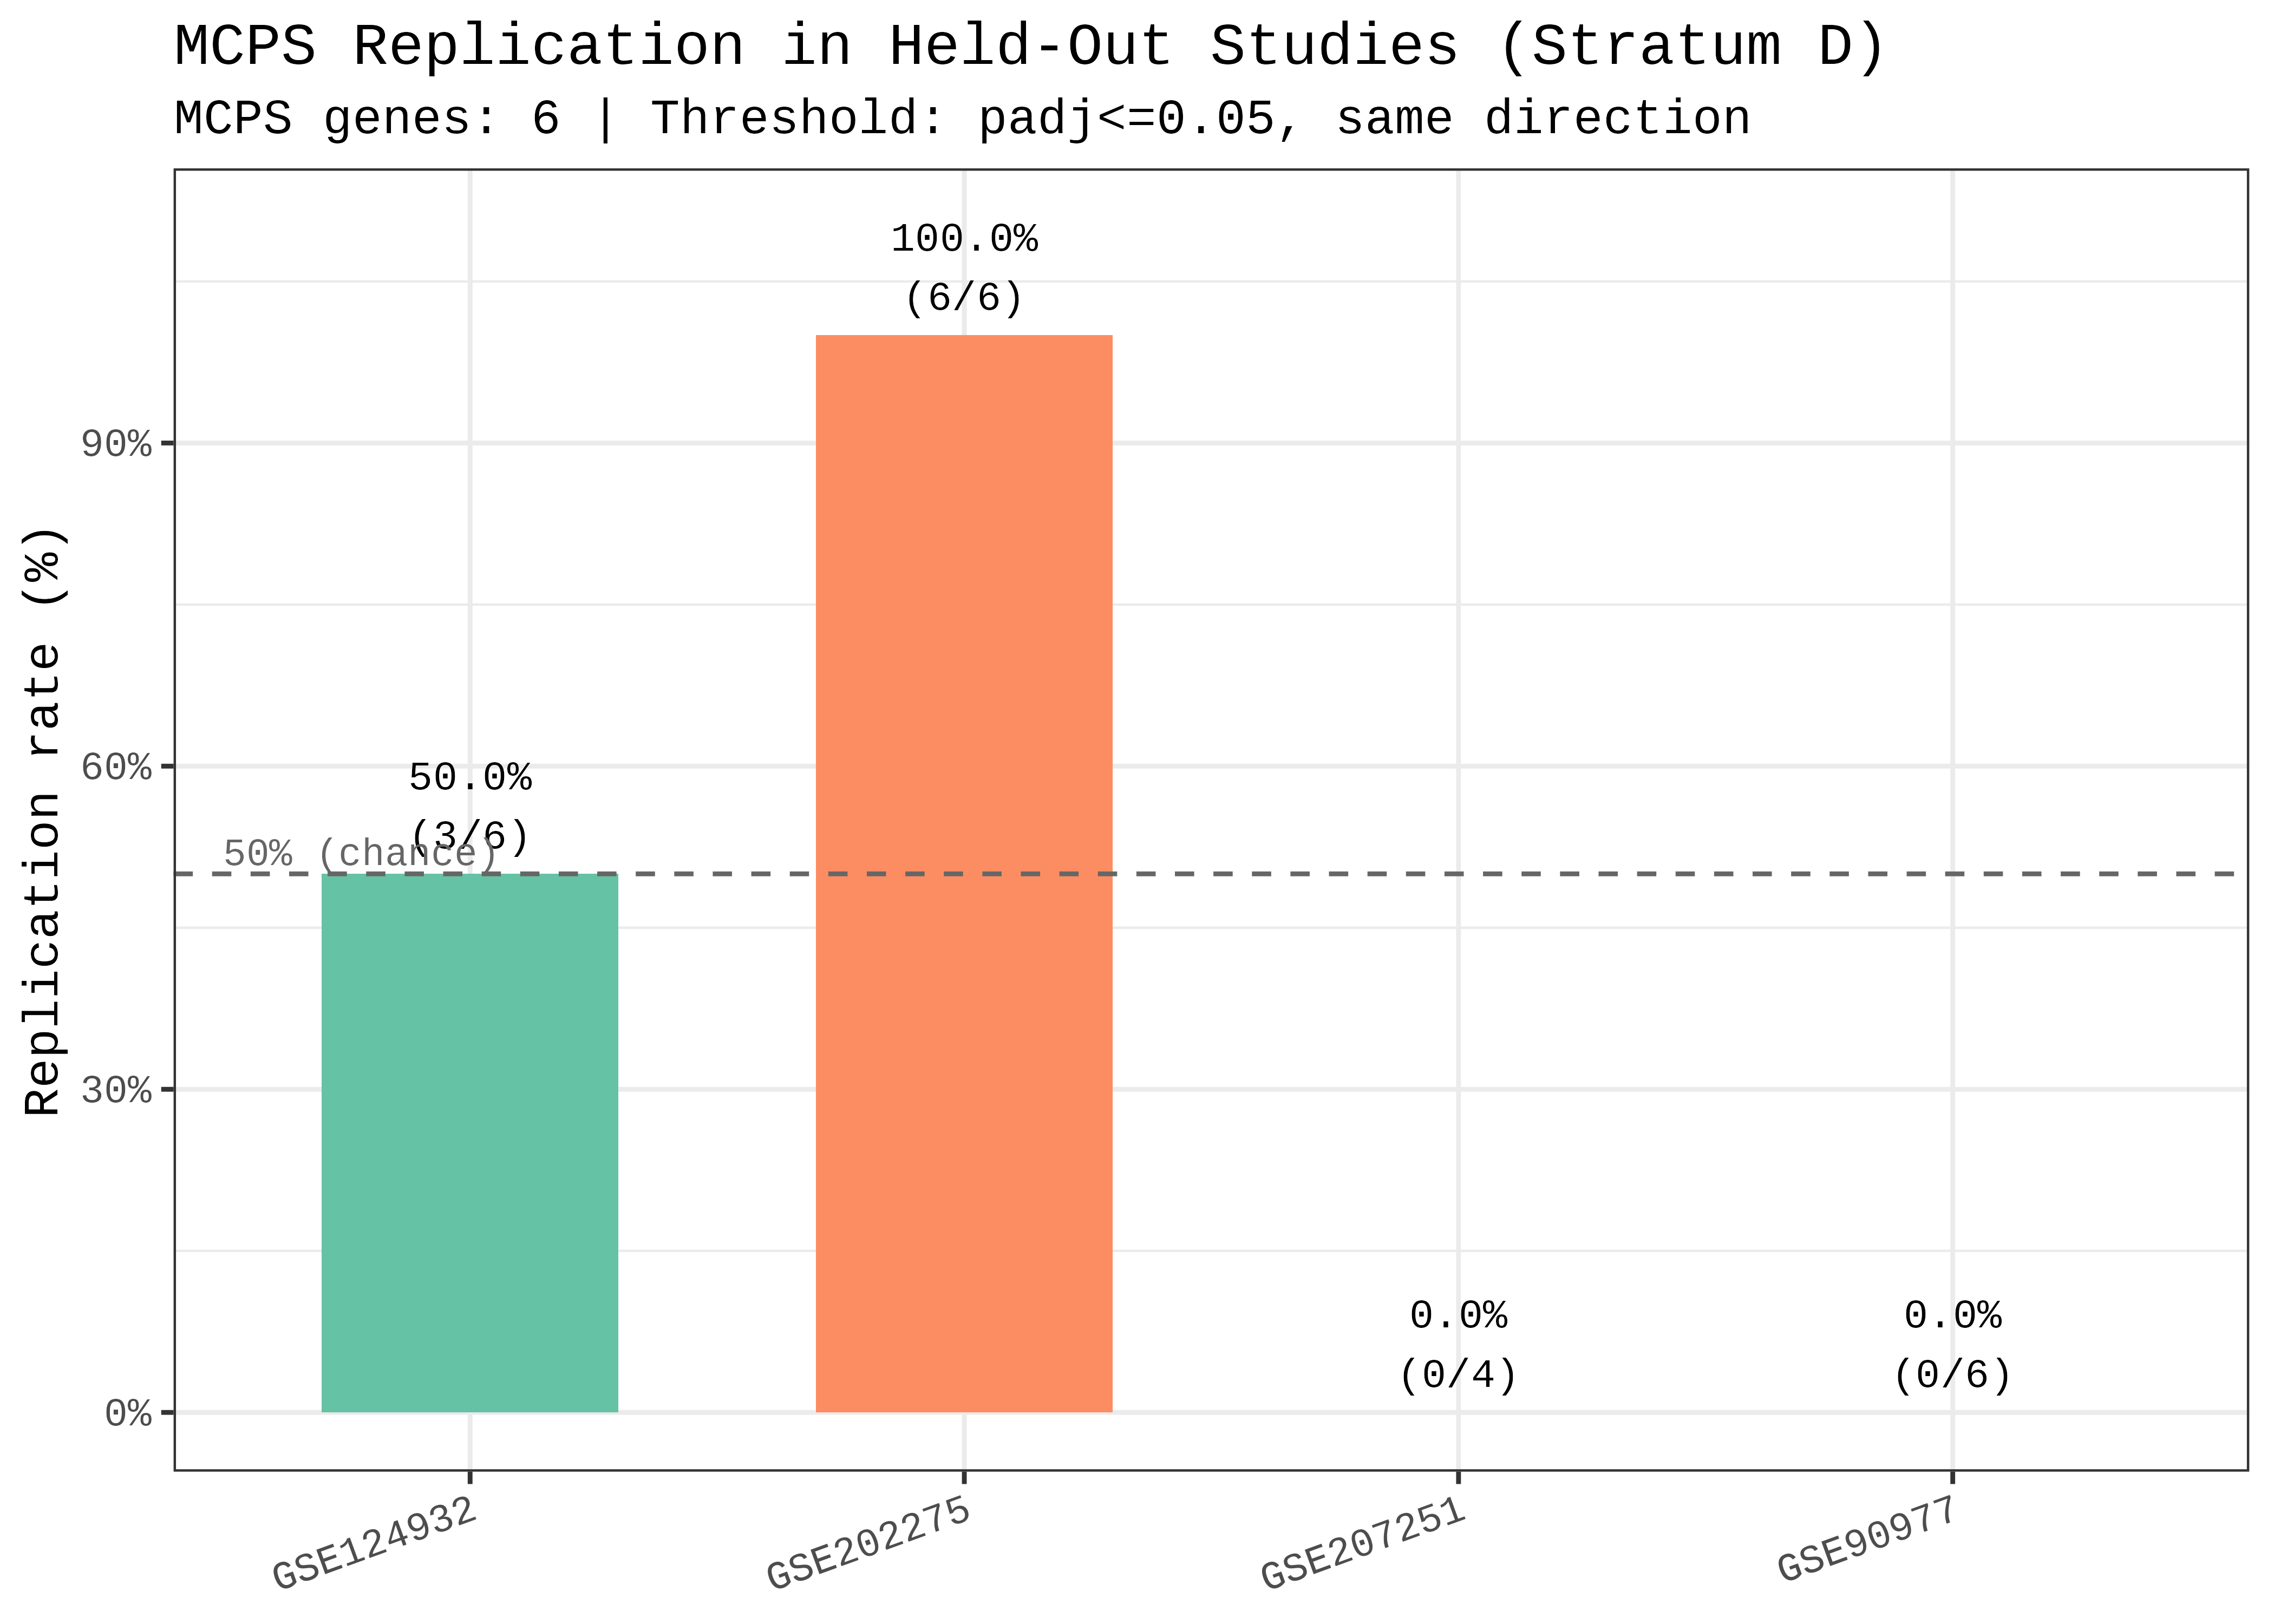 MCPS Replication in Held-Out Studies (Stratum D)
MCPS genes: 6 | Threshold: padj<=0.05, same direction
Replication rate (%)
90%
60%
30%
0%
100.0%
(6/6)
50.0%
(3/6)
50% (chance)
0.0%
(0/4)
0.0%
(0/6)
GSE124932
GSE202275
GSE207251
GSE90977